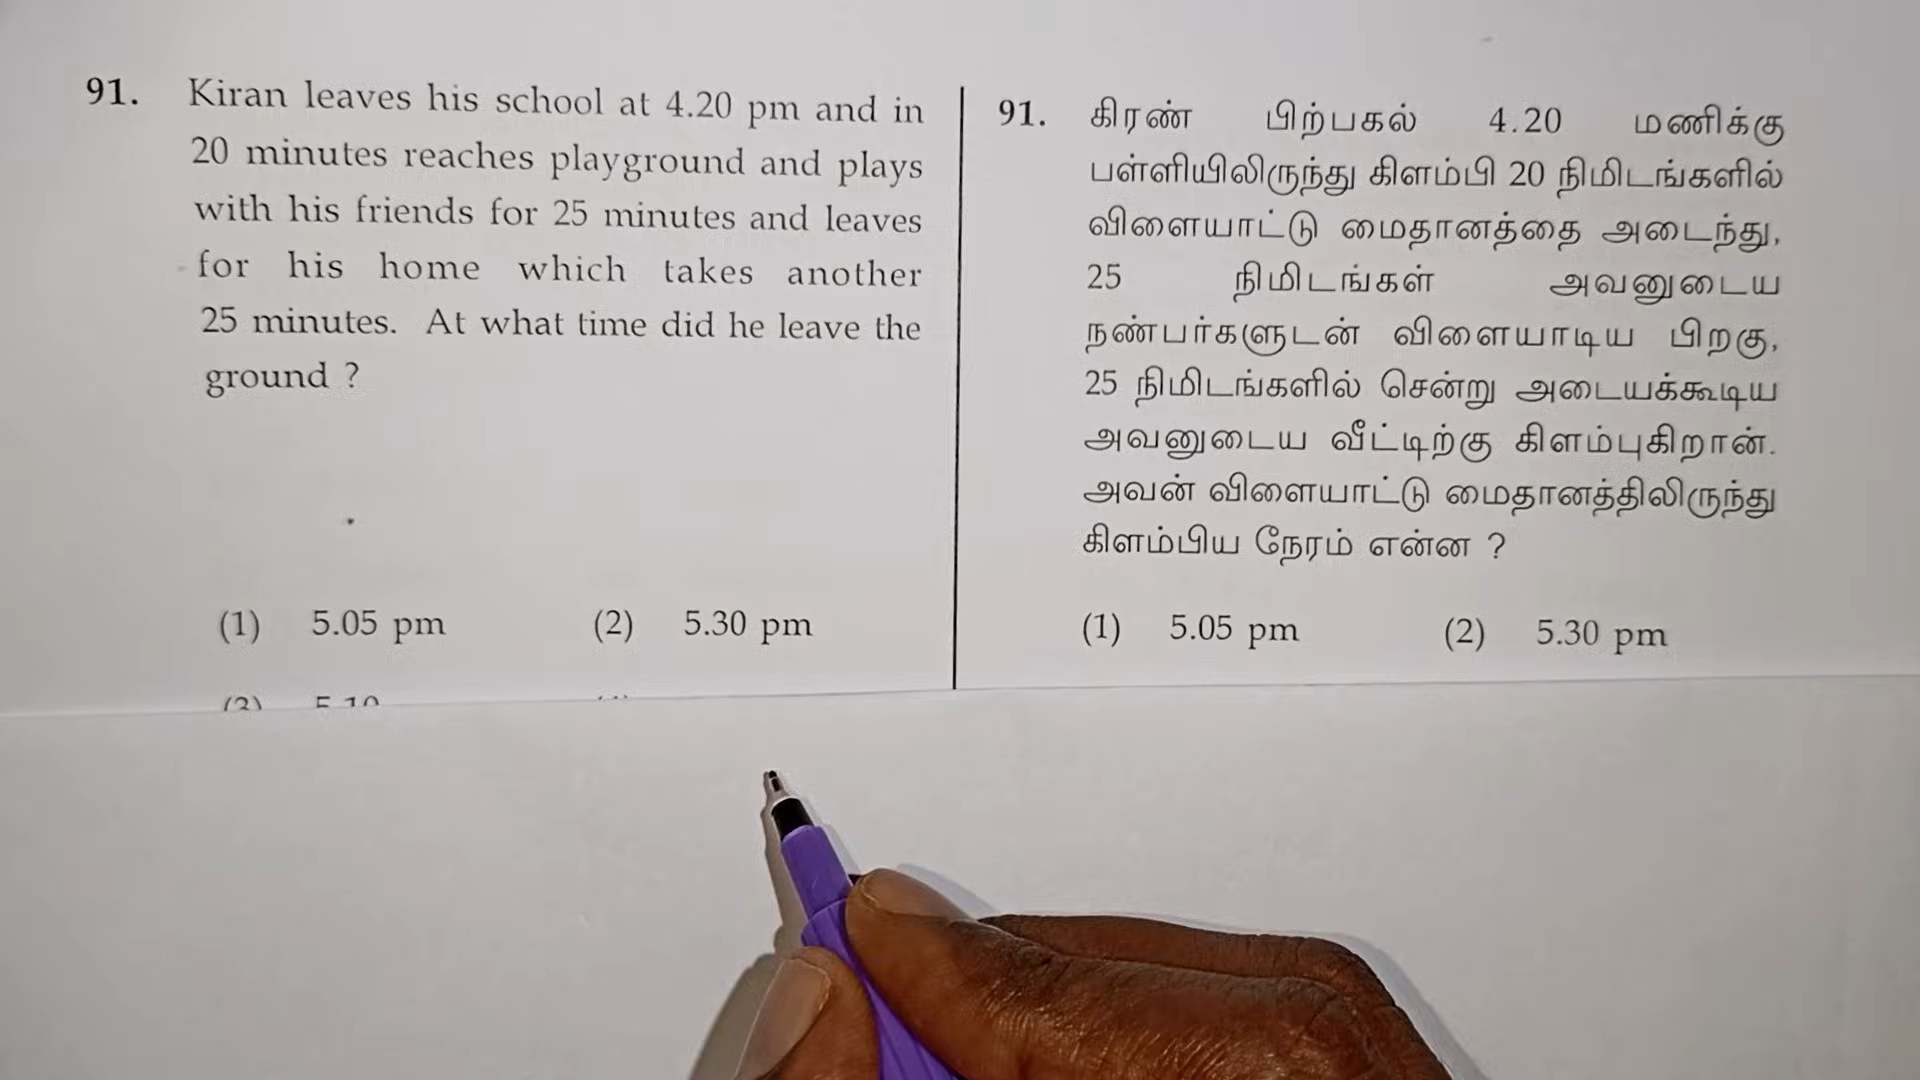 91. Kiran leaves his school at 4.20 pm and in
20 minutes reaches playground and plays
with his friends for 25 minutes and leaves
for his home which takes another
25 minutes. At what time did he leave the
ground ?
(1) 5.05 pm (2) 5.30 pm
91. கிரண் பிற்பகல் 4.20 மணிக்கு
பள்ளியிலிருந்து கிளம்பி 20 நிமிடங்களில்
விளையாட்டு மைதானத்தை அடைந்து,
25 நிமிடங்கள் அவனுடைய
நண்பர்களுடன் விளையாடிய பிறகு,
25 நிமிடங்களில் சென்று அடையக்கூடிய
அவனுடைய வீட்டிற்கு கிளம்புகிறான்.
அவன் விளையாட்டு மைதானத்திலிருந்து
கிளம்பிய நேரம் என்ன ?
(1) 5.05 pm (2) 5.30 pm